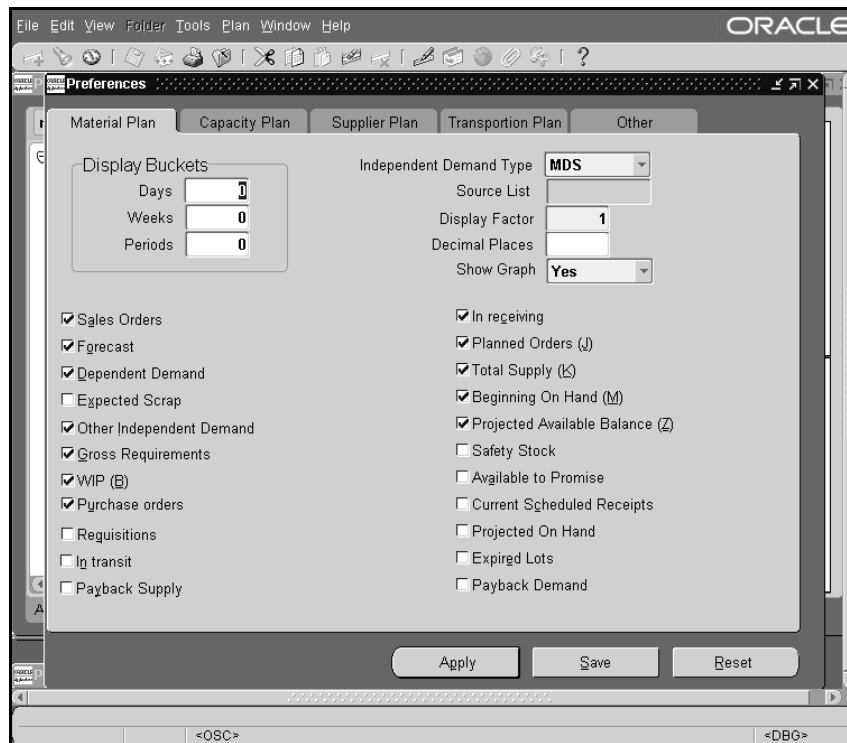 File Edit View Folder Tools Plan Window Help
ORACLE
Preferences
Material Plan
Capacity Plan
Supplier Plan
Transportion Plan
Other
Display Buckets
Days 0
Weeks 0
Periods 0
Independent Demand Type MDS
Source List
Display Factor 1
Decimal Places
Show Graph Yes
Sales Orders
Forecast
Dependent Demand
Expected Scrap
Other Independent Demand
Gross Requirements
WIP (B)
Purchase orders
Requisitions
In transit
Payback Supply
In receiving
Planned Orders (J)
Total Supply (K)
Beginning On Hand (M)
Projected Available Balance (Z)
Safety Stock
Available to Promise
Current Scheduled Receipts
Projected On Hand
Expired Lots
Payback Demand
Apply
Save
Reset
<OSC>
<DBG>